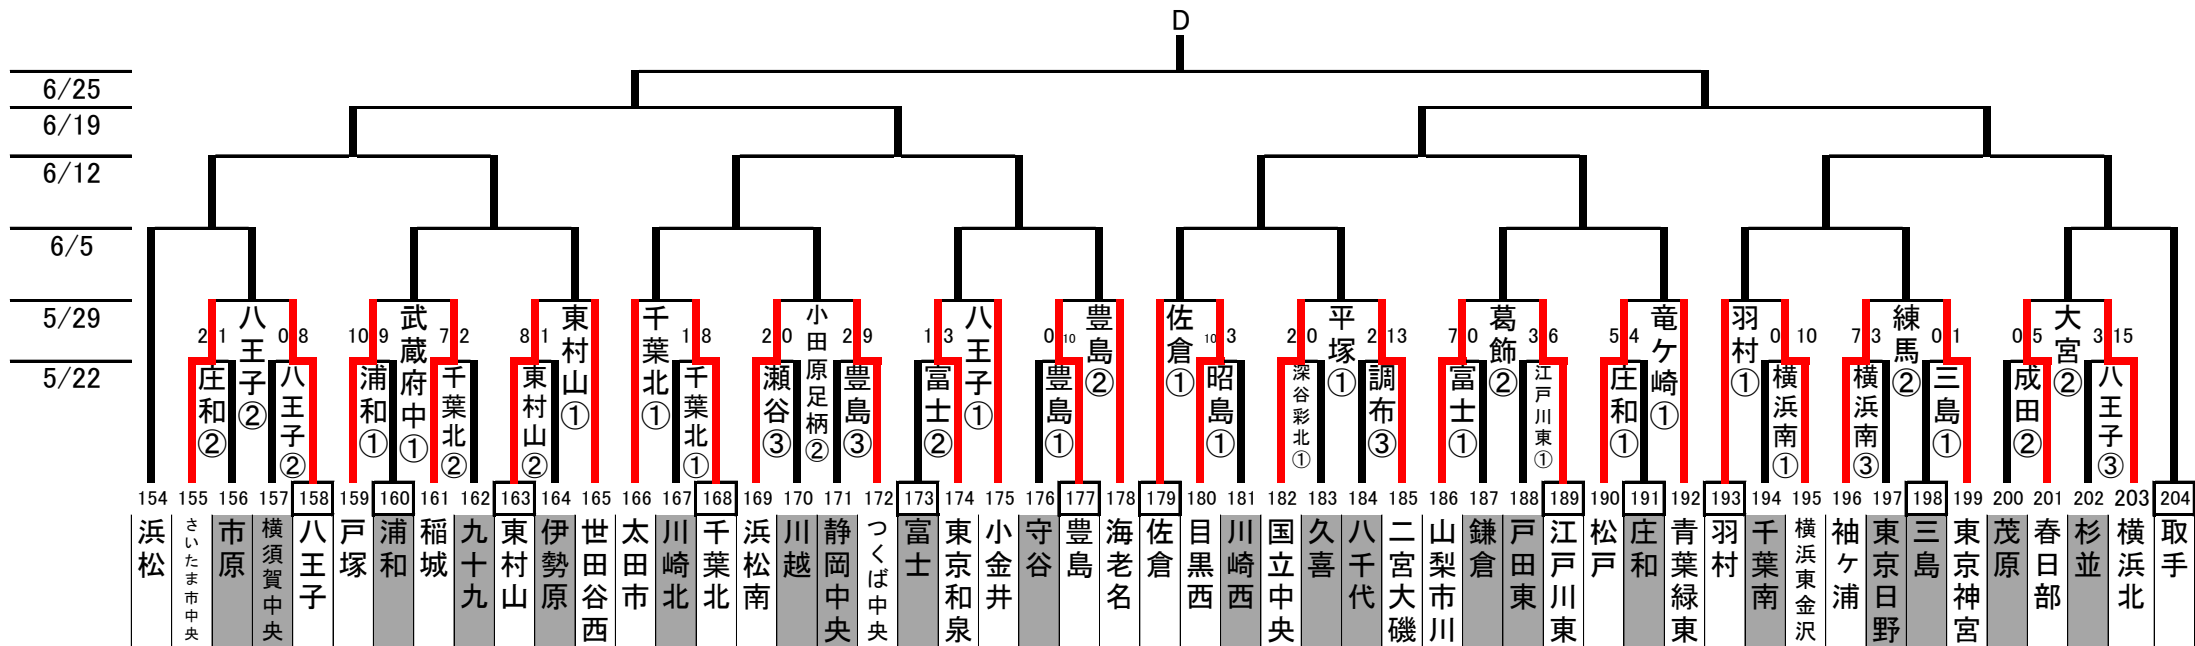 D
6/25
6/19
6/12
6/5
5/29
5/22
2 1 八王子② 0 8
10 9 武蔵府中① 7 2
8 1 東村山①
千葉北① 1 8
2 0 小田原足柄② 2 9
1 3 八王子①
0 10 豊島②
佐倉① 10 3
2 0 平塚① 2 13
7 0 葛飾② 3 6
5 4 竜ケ崎①
羽村① 0 10
7 3 練馬② 0 1
0 5 大宮② 3 15
庄和② 八王子② 浦和① 千葉北② 東村山② 千葉北① 瀬谷③ 豊島③ 富士② 豊島① 昭島① 深谷彩北① 調布③ 富士① 江戸川東① 庄和① 横浜南① 横浜南③ 三島① 成田② 八王子③
154 155 156 157 158 159 160 161 162 163 164 165 166 167 168 169 170 171 172 173 174 175 176 177 178 179 180 181 182 183 184 185 186 187 188 189 190 191 192 193 194 195 196 197 198 199 200 201 202 203 204
浜松
さいたま市中央
市原
横須賀中央
八王子
戸塚
浦和
稲城
九十九
東村山
伊勢原
世田谷西
太田市
川崎北
千葉北
浜松南
川越
静岡中央
つくば中央
富士
東京和泉
小金井
守谷
豊島
海老名
佐倉
目黒西
川崎西
国立中央
久喜
八千代
二宮大磯
山梨市川
鎌倉
戸田東
江戸川東
松戸
庄和
青葉緑東
羽村
千葉南
横浜東金沢
袖ケ浦
東京日野
三島
東京神宮
茂原
春日部
杉並
横浜北
取手